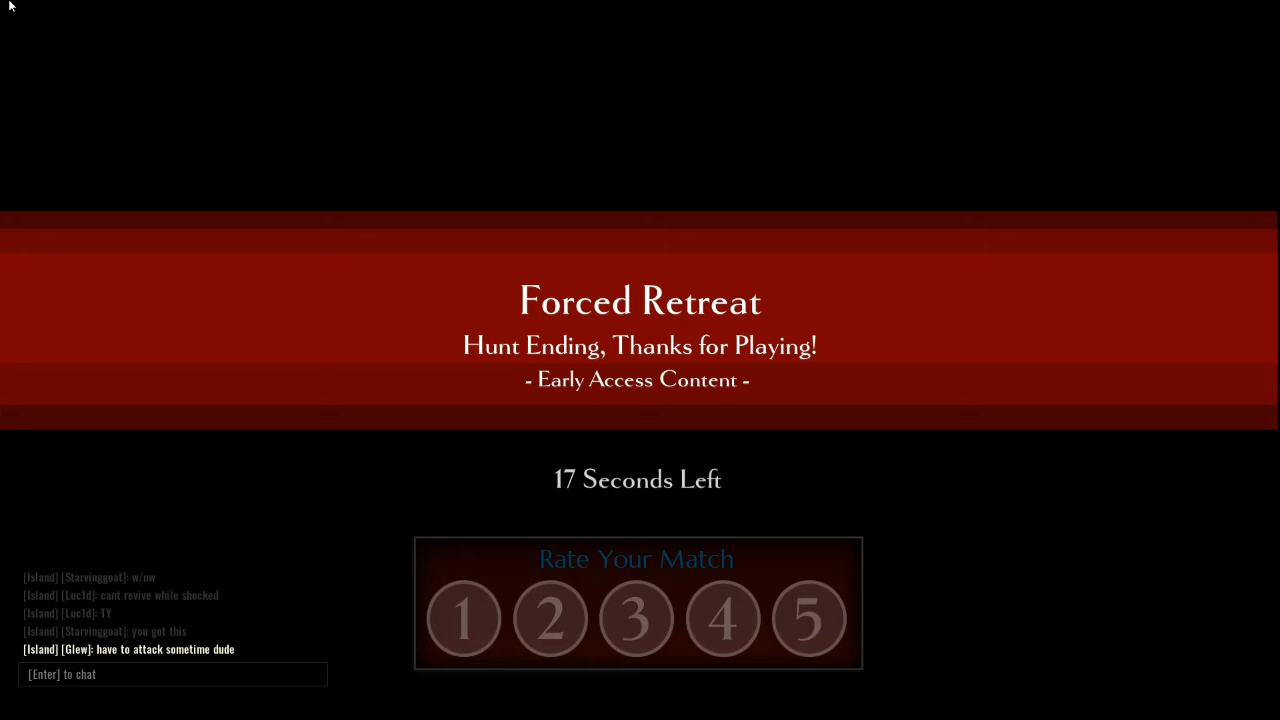 Forced Retreat
Hunt Ending, Thanks for Playing!
- Early Access Content -
17 Seconds Left
Rate Your Match
1 2 3 4 5
[Island] [Starvinggoat]: w/nw
[Island] [Luc1d]: cant revive while shocked
[Island] [Luc1d]: TY
[Island] [Starvinggoat]: you got this
[Island] [Glew]: have to attack sometime dude
[Enter] to chat